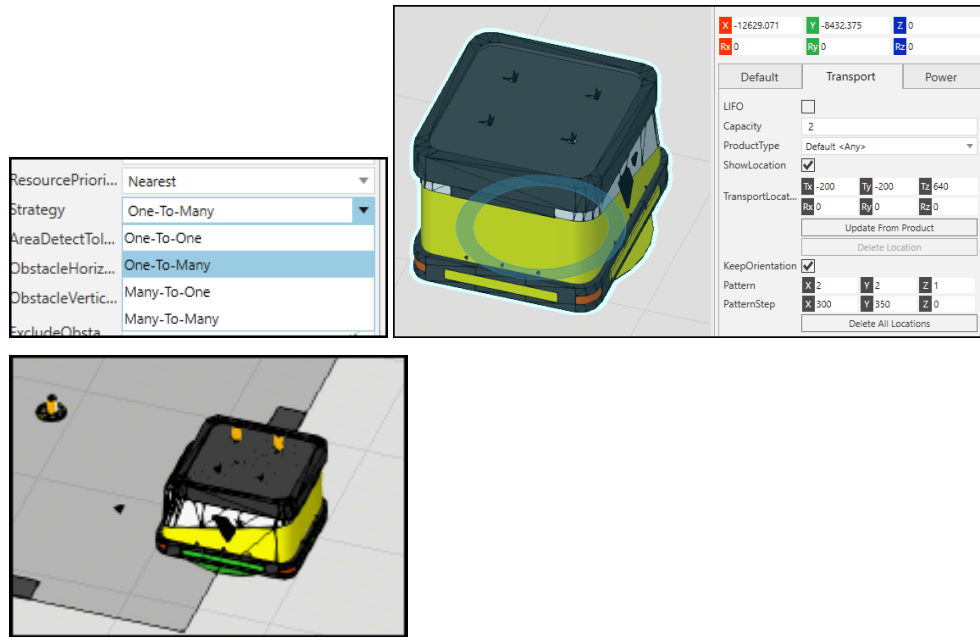 ResourcePriori... Nearest
Strategy One-To-Many
AreaDetectTol... One-To-One
ObstacleHoriz... One-To-Many
ObstacleVertic... Many-To-One
Many-To-Many
ExcludeObsta
X -12629.071 Y -8432.375 Z 0
Rx 0 Ry 0 Rz 0
Default Transport Power
LIFO
Capacity 2
ProductType Default <Any>
ShowLocation
TransportLocat... Tx -200 Ty -200 Tz 640
Rx 0 Ry 0 Rz 0
Update From Product
Delete Location
KeepOrientation
Pattern X 2 Y 2 Z 1
PatternStep X 300 Y 350 Z 0
Delete All Locations